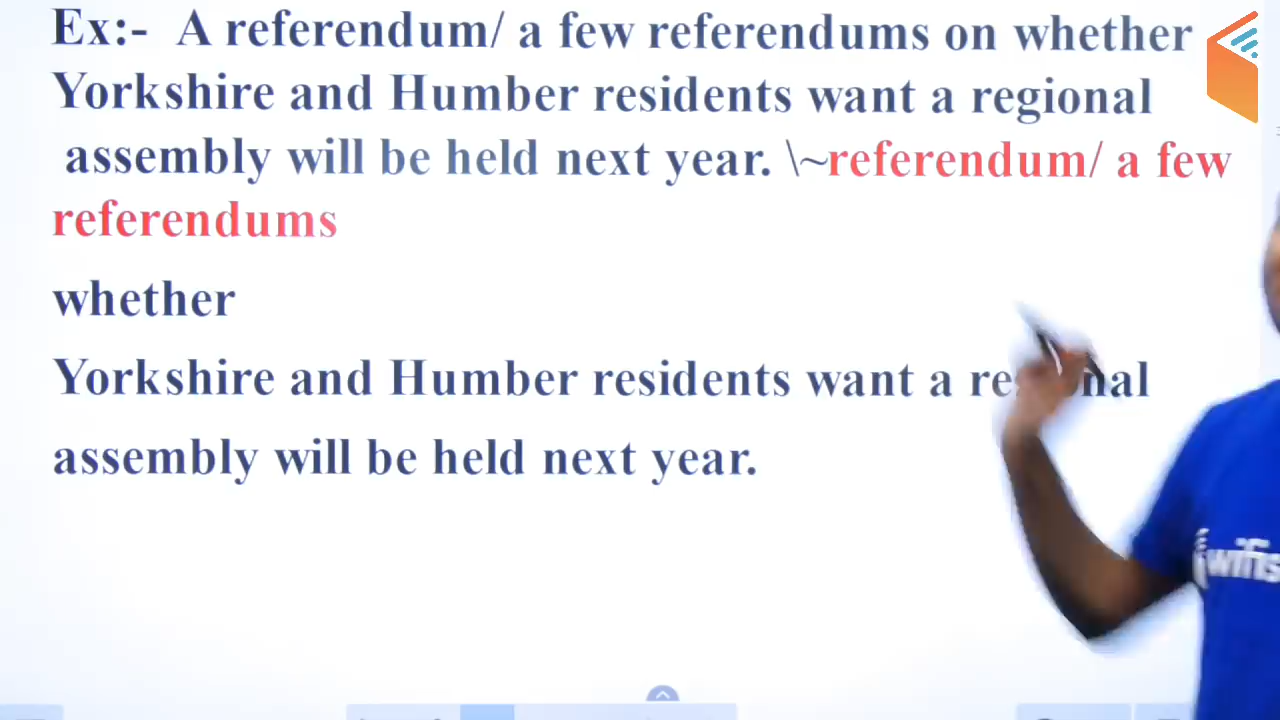 Ex:- A referendum/ a few referendums on whether
Yorkshire and Humber residents want a regional
assembly will be held next year. \~referendum/ a few
referendums
whether
Yorkshire and Humber residents want a
assembly will be held next year.